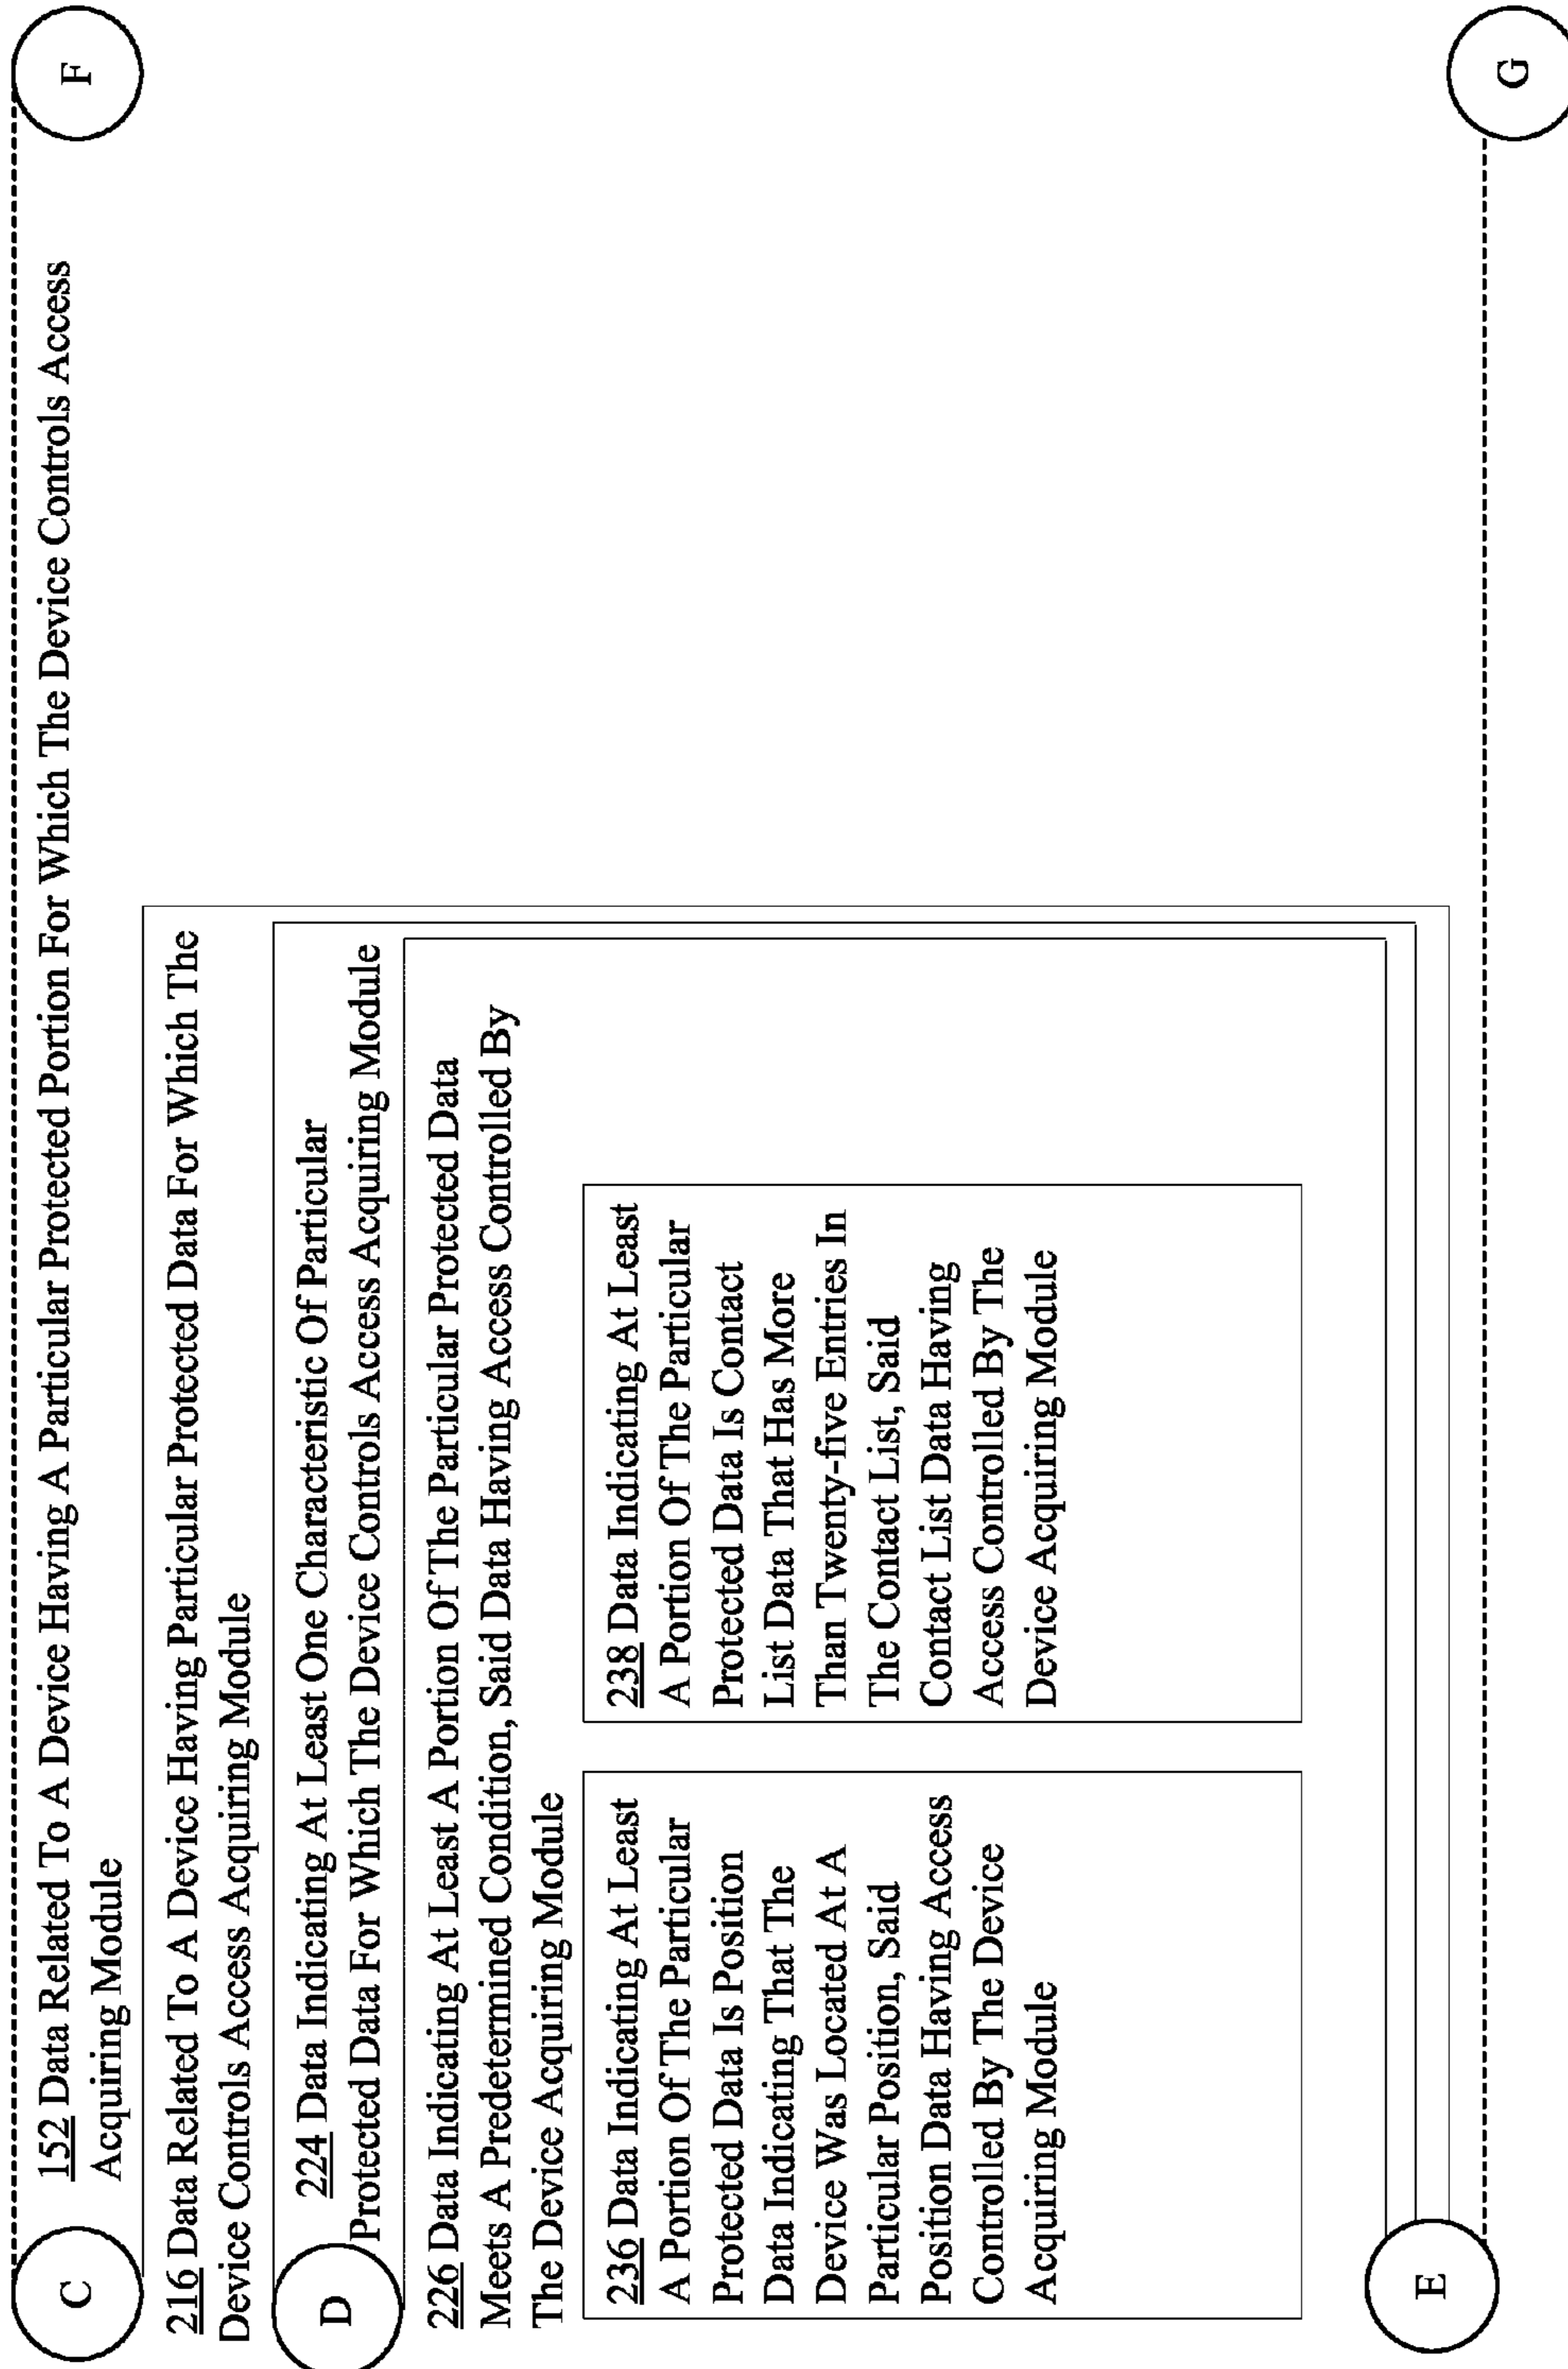 C
152 Data Related To A Device Having A Particular Protected Portion For Which The Device Controls Access
Acquiring Module
F
216 Data Related To A Device Having Particular Protected Data For Which The
Device Controls Access Acquiring Module
D
224 Data Indicating At Least One Characteristic Of Particular
Protected Data For Which The Device Controls Access Acquiring Module
226 Data Indicating At Least A Portion Of The Particular Protected Data
Meets A Predetermined Condition, Said Data Having Access Controlled By
The Device Acquiring Module
236 Data Indicating At Least
A Portion Of The Particular
Protected Data Is Position
Data Indicating That The
Device Was Located At A
Particular Position, Said
Position Data Having Access
Controlled By The Device
Acquiring Module
238 Data Indicating At Least
A Portion Of The Particular
Protected Data Is Contact
List Data That Has More
Than Twenty-five Entries In
The Contact List, Said
Contact List Data Having
Access Controlled By The
Device Acquiring Module
E
G